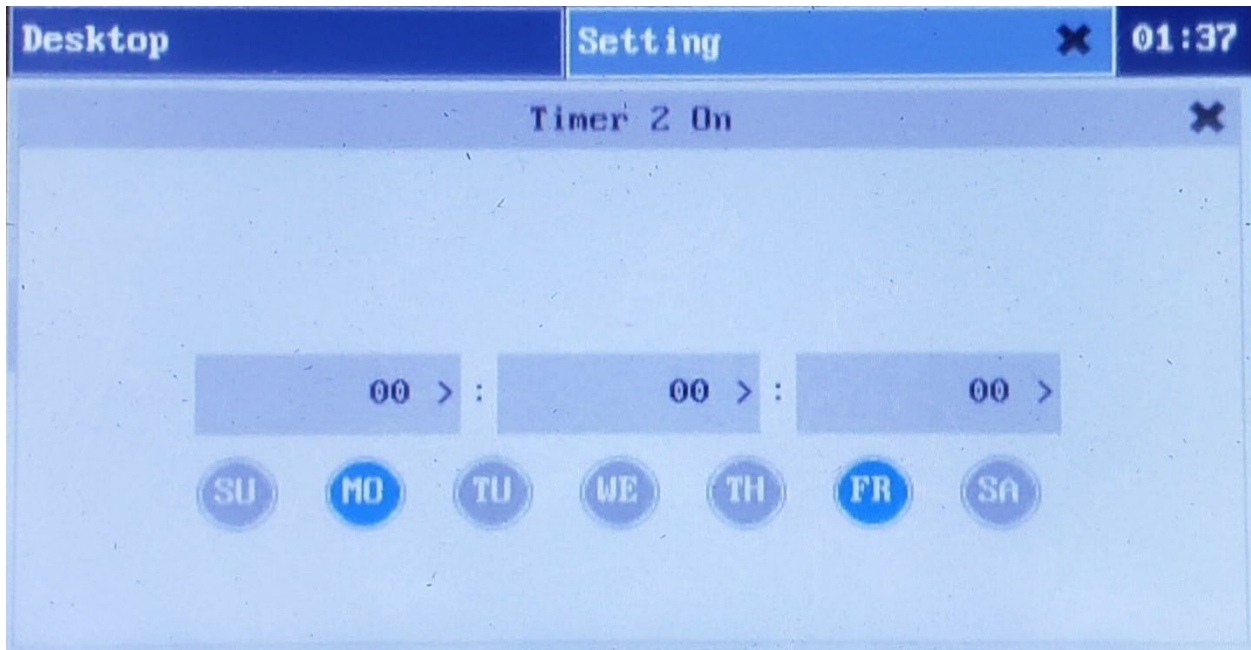 Desktop Setting ✖ 01:37
Timer 2 On ✖
00 > : 00 > : 00 >
SU MO TU WE TH FR SA